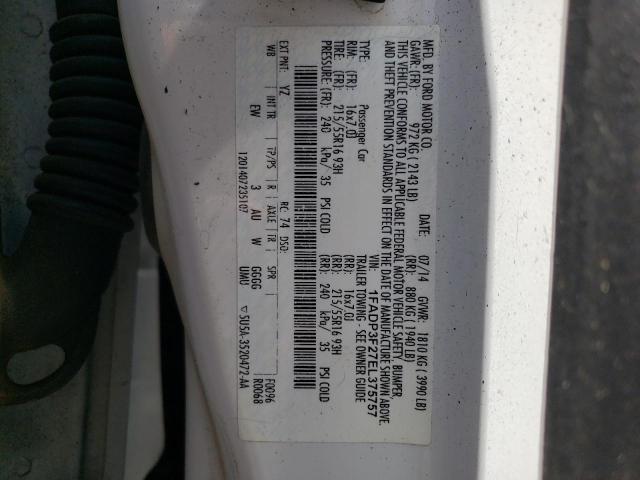 MFD. BY FORD MOTOR CO.
DATE: 07/14 GVWR: 1810 KG ( 3990 LB)
GAWR: (FR): 972 KG ( 2143 LB) (RR): 880 KG ( 1940 LB)
THIS VEHICLE CONFORMS TO ALL APPLICABLE FEDERAL MOTOR VEHICLE SAFETY, BUMPER,
AND THEFT PREVENTION STANDARDS IN EFFECT ON THE DATE OF MANUFACTURE SHOWN ABOVE.
VIN: 1FADP3F27EL375757
TYPE: Passenger Car TRAILER TOWING - SEE OWNER GUIDE
RIM: (FR): 16x7.0J (RR): 16x7.0J
TIRE: (FR): 215/55R16 93H (RR): 215/55R16 93H
PRESSURE: (FR): 240 kPa/ 35 PSI COLD (RR): 240 kPa/ 35 PSI COLD
EXT PNT: YZ RC: 74 DSO: F0096
R0068
WB INT TR TP/PS R AXLE TR SPR
EW 3 AU W GGGG
UMU
120140723S107 5U5A-3520472-AA